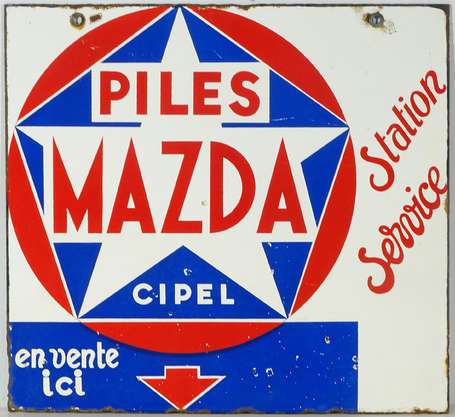 PILES
MAZDA
CIPEL
Station
Service
en vente
ici